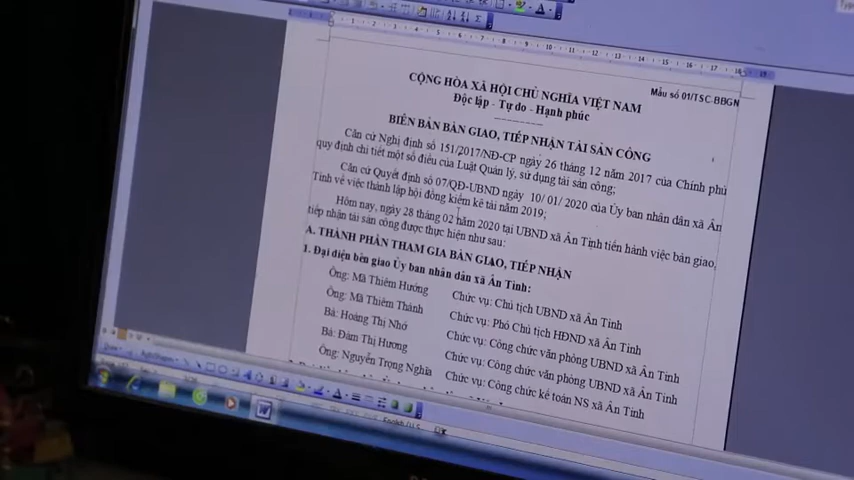 Mẫu số 01/TSC-BBGN
CỘNG HÒA XÃ HỘI CHỦ NGHĨA VIỆT NAM
Độc lập - Tự do - Hạnh phúc
BIÊN BẢN BÀN GIAO, TIẾP NHẬN TÀI SẢN CÔNG
Căn cứ Nghị định số 151/2017/NĐ-CP ngày 26 tháng 12 năm 2017 của Chính phủ
quy định chi tiết một số điều của Luật Quản lý, sử dụng tài sản công;
Căn cứ Quyết định số 07/QĐ-UBND ngày 10/ 01/ 2020 của Ủy ban nhân dân xã Ân
Tình về việc thành lập hội đồng kiểm kê tài năm 2019;
Hôm nay, ngày 28 tháng 02 năm 2020 tại UBND xã Ân Tình tiến hành việc bàn giao,
tiếp nhận tài sản công được thực hiện như sau:
A. THÀNH PHẦN THAM GIA BÀN GIAO, TIẾP NHẬN
1. Đại diện bên giao Ủy ban nhân dân xã Ân Tình:
Ông: Mã Thiêm Hướng Chức vụ: Chủ tịch UBND xã Ân Tình
Ông: Mã Thiêm Thánh Chức vụ: Phó Chủ tịch HĐND xã Ân Tình
Bà: Hoàng Thị Nhớ Chức vụ: Công chức văn phòng UBND xã Ân Tình
Bà: Đàm Thị Hương Chức vụ: Công chức văn phòng UBND xã Ân Tình
Ông: Nguyễn Trọng Nghĩa Chức vụ: Công chức kế toán NS xã Ân Tình